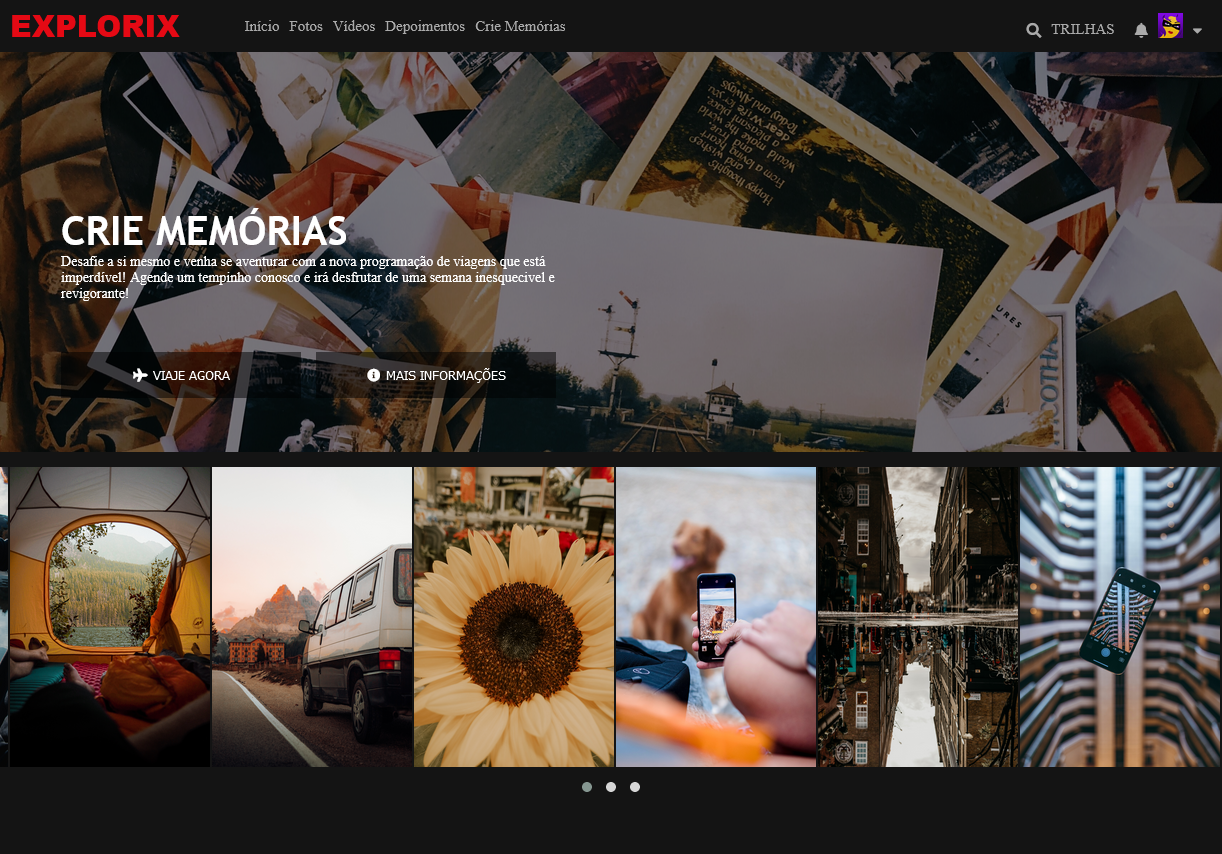 EXPLORIX
Início Fotos Vídeos Depoimentos Crie Memórias
TRILHAS
CRIE MEMÓRIAS
Desafie a si mesmo e venha se aventurar com a nova programação de viagens que está
imperdível! Agende um tempinho conosco e irá desfrutar de uma semana inesquecivel e
revigorante!
VIAJE AGORA
MAIS INFORMAÇÕES